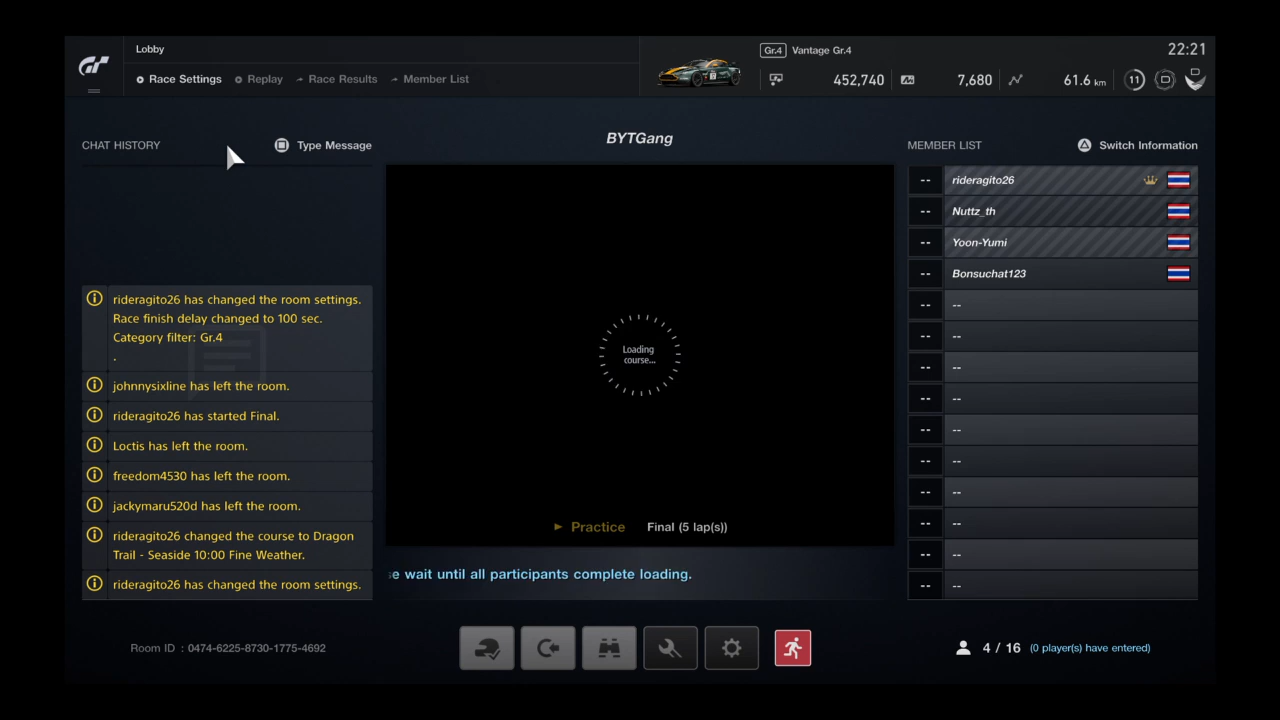 Lobby
Gr.4 Vantage Gr.4
22:21
Race Settings Replay Race Results Member List
452,740 7,680 61.6 km 11
CHAT HISTORY Type Message
BYTGang
MEMBER LIST Switch Information
-- rideragito26
-- Nuttz_th
-- Yoon-Yumi
-- Bonsuchat123
-- --
-- --
-- --
-- --
-- --
-- --
-- --
-- --
-- --
-- --
rideragito26 has changed the room settings.
Race finish delay changed to 100 sec.
Category filter: Gr.4
.
johnnysixline has left the room.
rideragito26 has started Final.
Loctis has left the room.
freedom4530 has left the room.
jackymaru520d has left the room.
rideragito26 changed the course to Dragon
Trail - Seaside 10:00 Fine Weather.
rideragito26 has changed the room settings.
Loading
course...
Practice Final (5 lap(s))
e wait until all participants complete loading.
Room ID : 0474-6225-8730-1775-4692
4 / 16 (0 player(s) have entered)